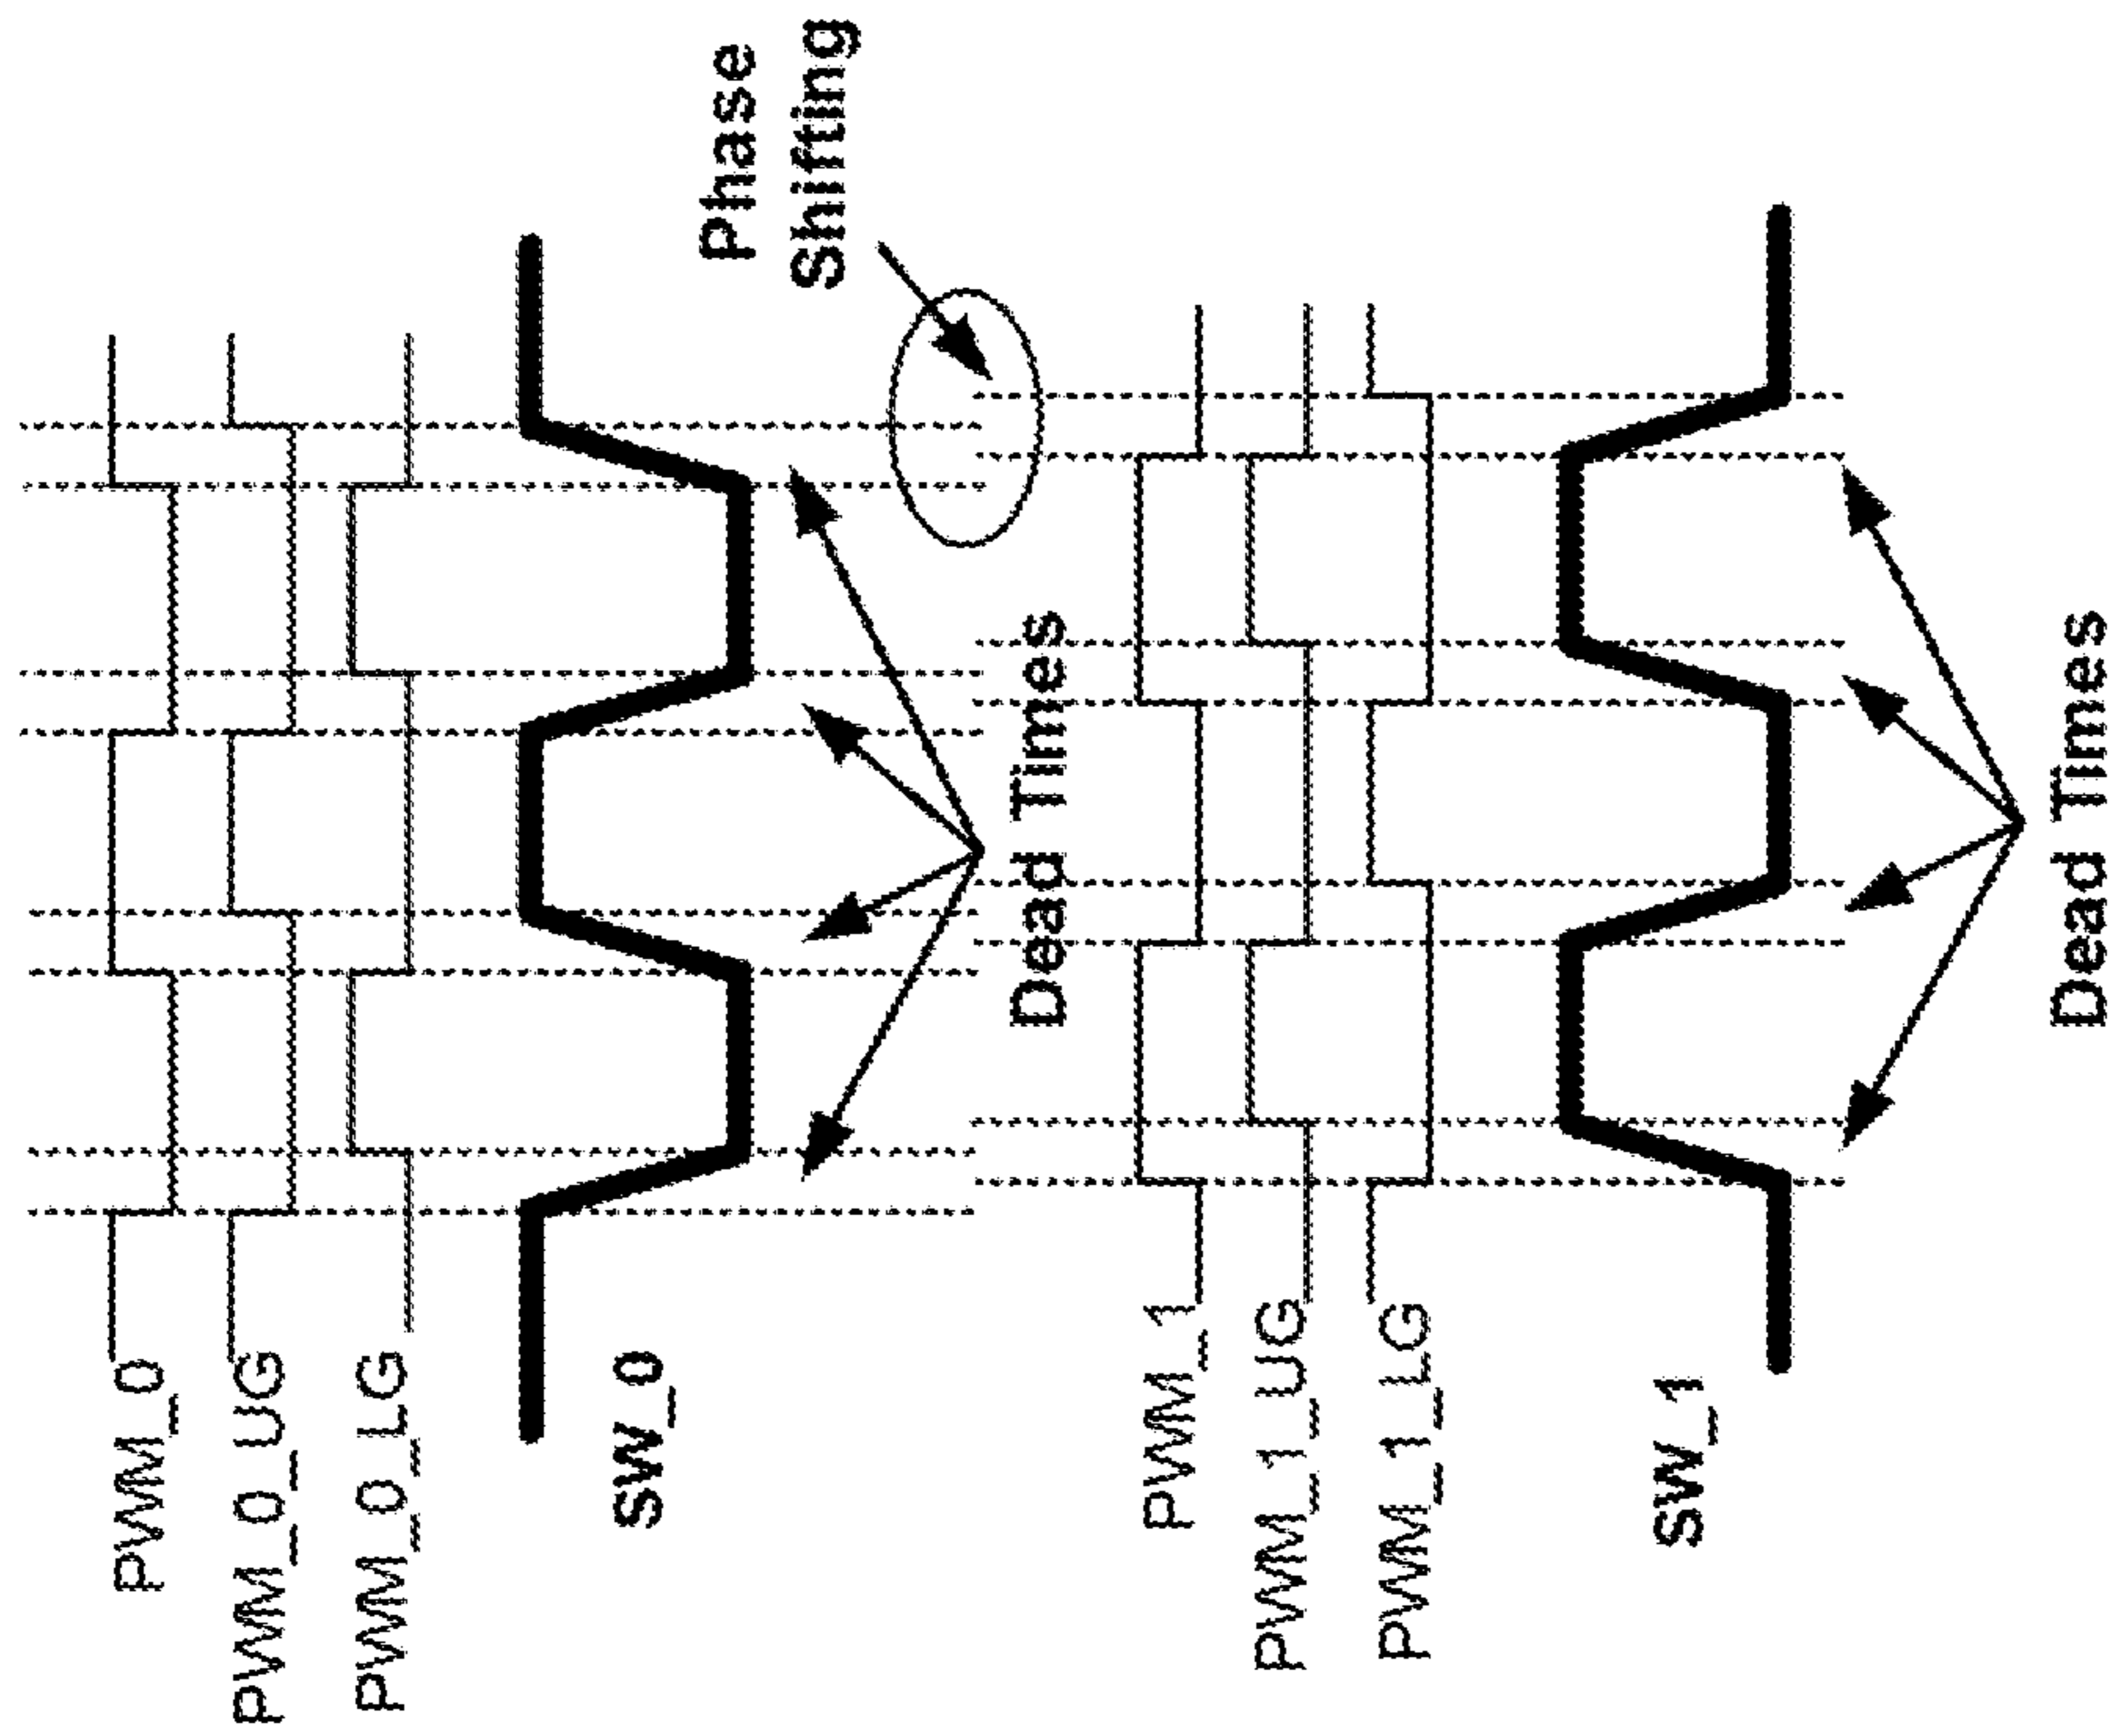 PWM_0
PWM_0_UG
PWM_0_LG
SW_0
Phase
Shifting
Dead Times
PWM_1
PWM_1_UG
PWM_1_LG
SW_1
Dead Times